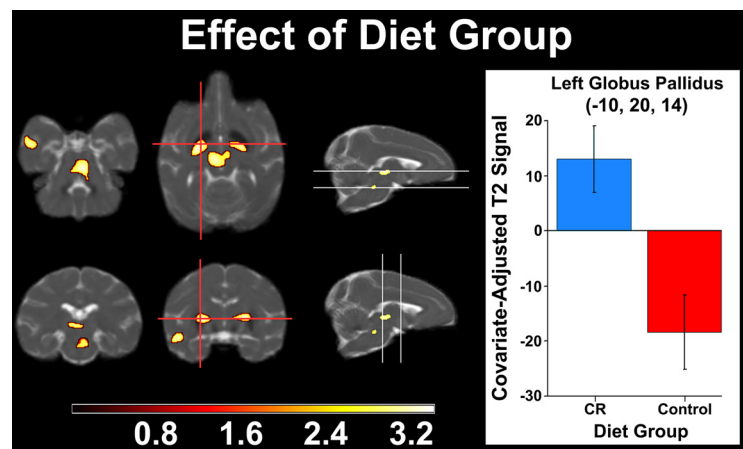 Effect of Diet Group
Left Globus Pallidus
(-10, 20, 14)
Covariate-Adjusted T2 Signal
20
10
0
-10
-20
-30
CR Control
Diet Group
0.8 1.6 2.4 3.2